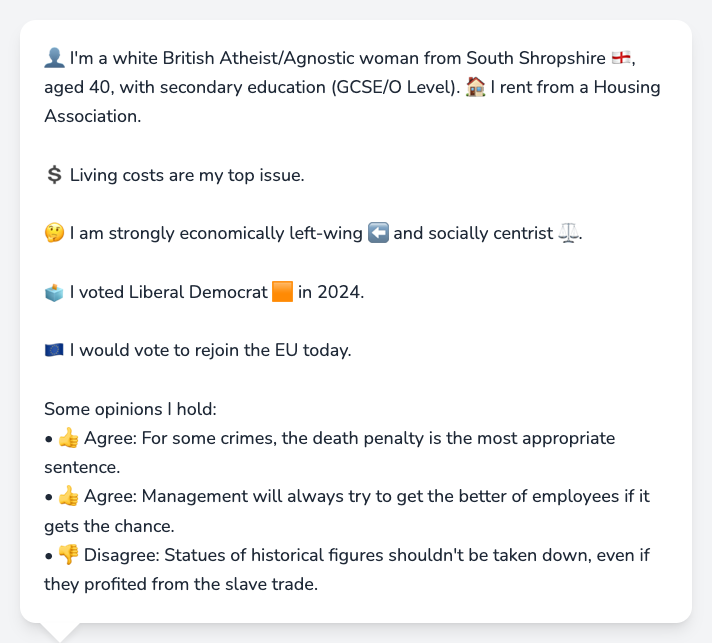 👤 I'm a white British Atheist/Agnostic woman from South Shropshire 🏴󠁧󠁢󠁥󠁮󠁧󠁿,
aged 40, with secondary education (GCSE/O Level). 🏠 I rent from a Housing
Association.
💲 Living costs are my top issue.
🤔 I am strongly economically left-wing ⬅️ and socially centrist ⚖️.
🗳️ I voted Liberal Democrat 🟧 in 2024.
🇪🇺 I would vote to rejoin the EU today.
Some opinions I hold:
• 👍 Agree: For some crimes, the death penalty is the most appropriate
sentence.
• 👍 Agree: Management will always try to get the better of employees if it
gets the chance.
• 👎 Disagree: Statues of historical figures shouldn't be taken down, even if
they profited from the slave trade.